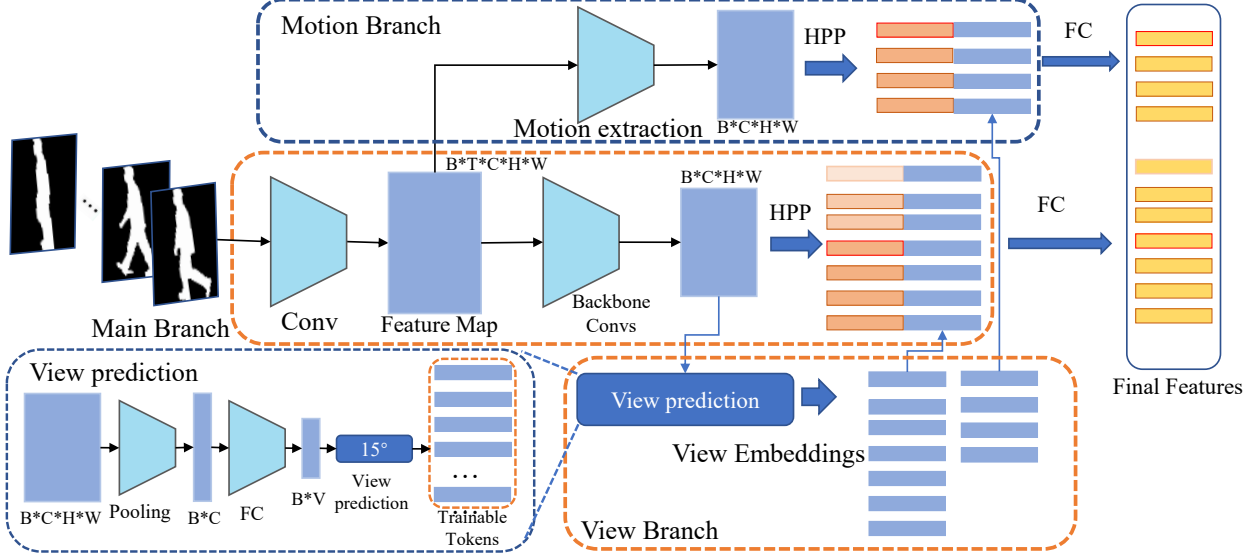 Motion Branch
HPP
FC
Motion extraction
B*C*H*W
B*T*C*H*W
B*C*H*W
HPP
FC
Main Branch
Conv
Feature Map
Backbone
Convs
Final Features
View prediction
15°
View
prediction
B*C*H*W
Pooling
B*C
FC
B*V
...
....
Trainable
Tokens
View prediction
View Embeddings
View Branch